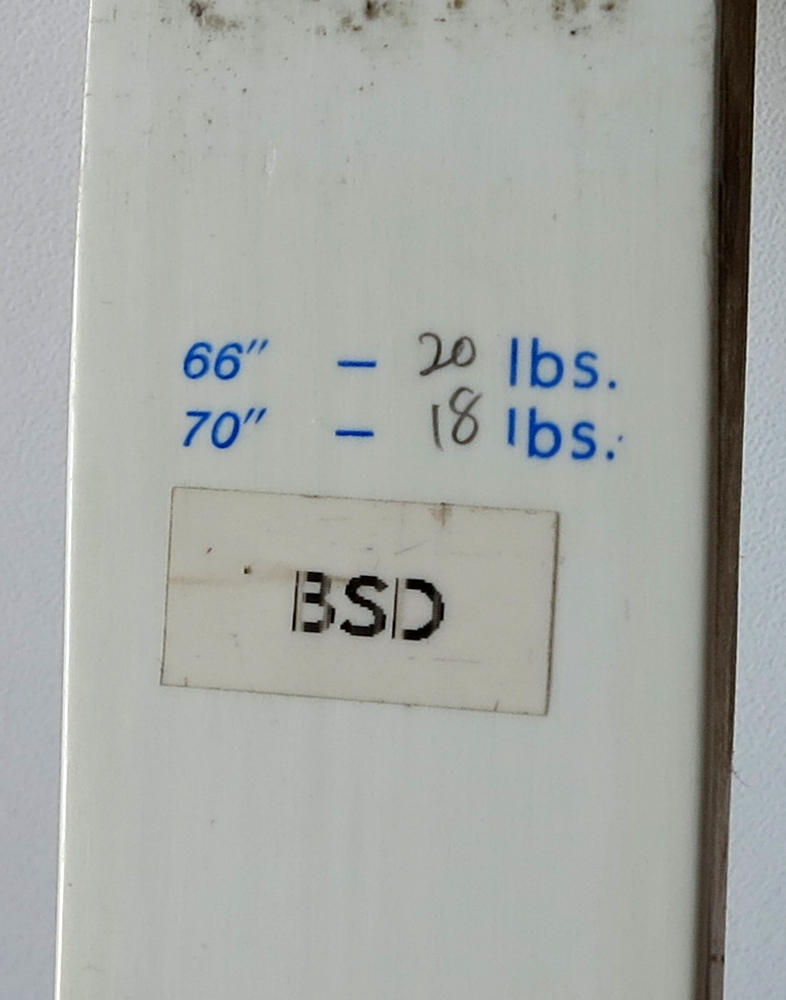 66" – 20 lbs.
70" – 18 lbs.
BSD